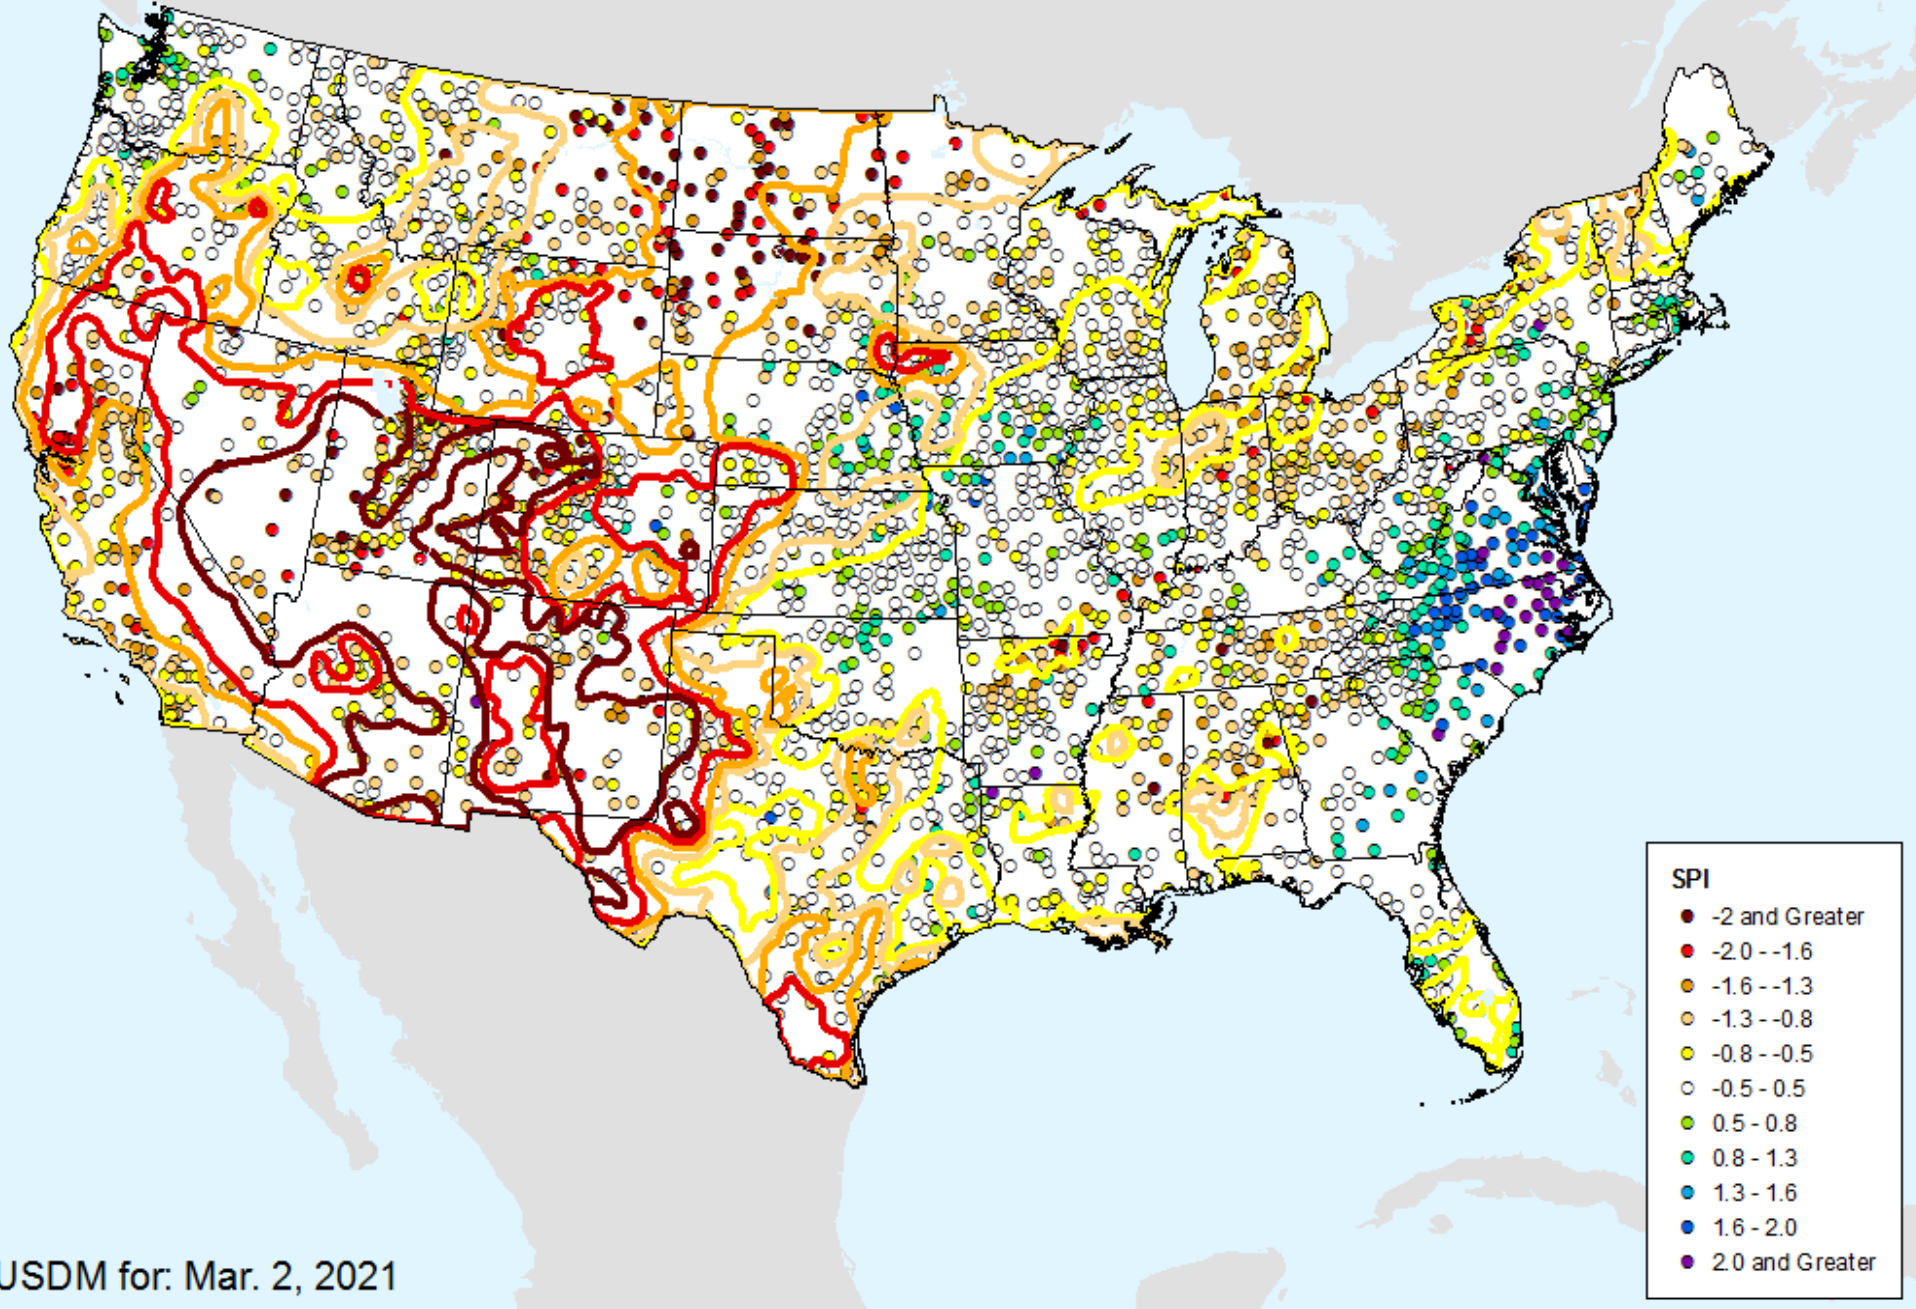 SPI
-2 and Greater
-2.0 - -1.6
-1.6 - -1.3
-1.3 - -0.8
-0.8 - -0.5
-0.5 - 0.5
0.5 - 0.8
0.8 - 1.3
1.3 - 1.6
1.6 - 2.0
2.0 and Greater
USDM for: Mar. 2, 2021